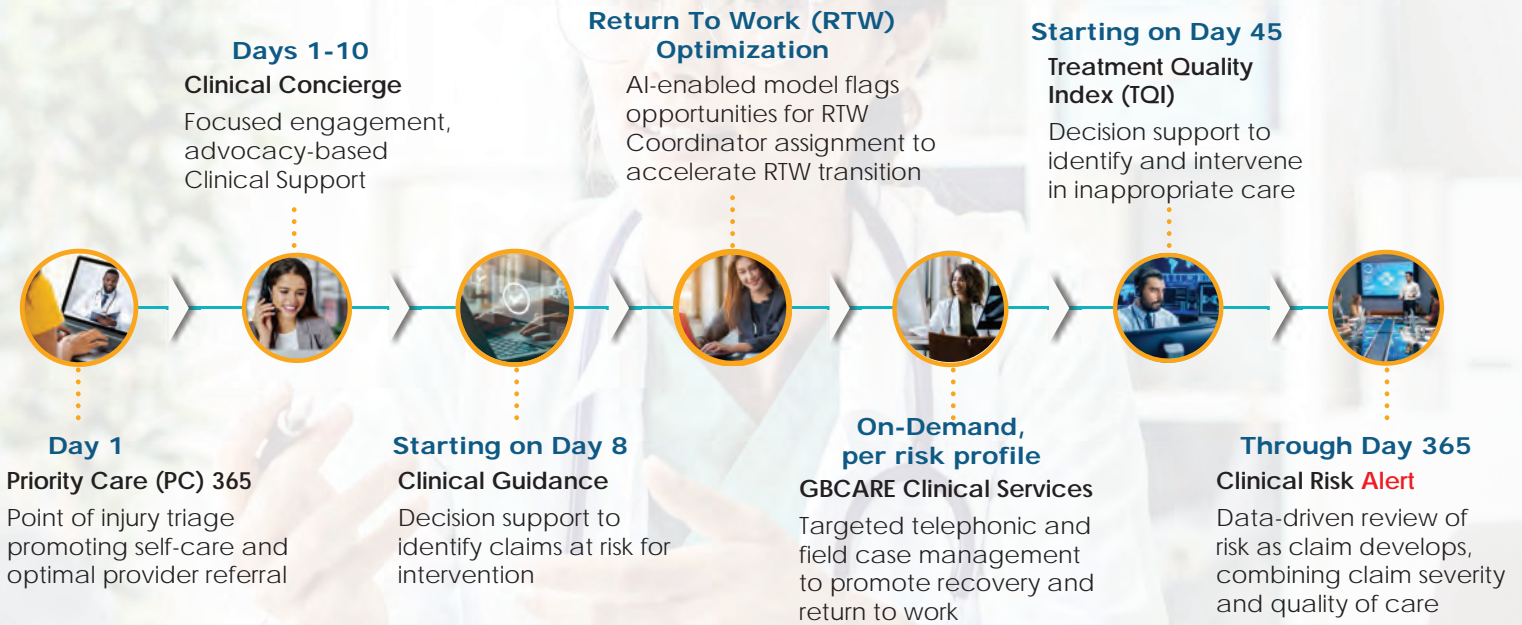 Day 1
Priority Care (PC) 365
Point of injury triage
promoting self-care and
optimal provider referral
Days 1-10
Clinical Concierge
Focused engagement,
advocacy-based
Clinical Support
Starting on Day 8
Clinical Guidance
Decision support to
identify claims at risk for
intervention
Return To Work (RTW)
Optimization
AI-enabled model flags
opportunities for RTW
Coordinator assignment to
accelerate RTW transition
On-Demand,
per risk profile
GBCARE Clinical Services
Targeted telephonic and
field case management
to promote recovery and
return to work
Starting on Day 45
Treatment Quality
Index (TQI)
Decision support to
identify and intervene
in inappropriate care
Through Day 365
Clinical Risk Alert
Data-driven review of
risk as claim develops,
combining claim severity
and quality of care